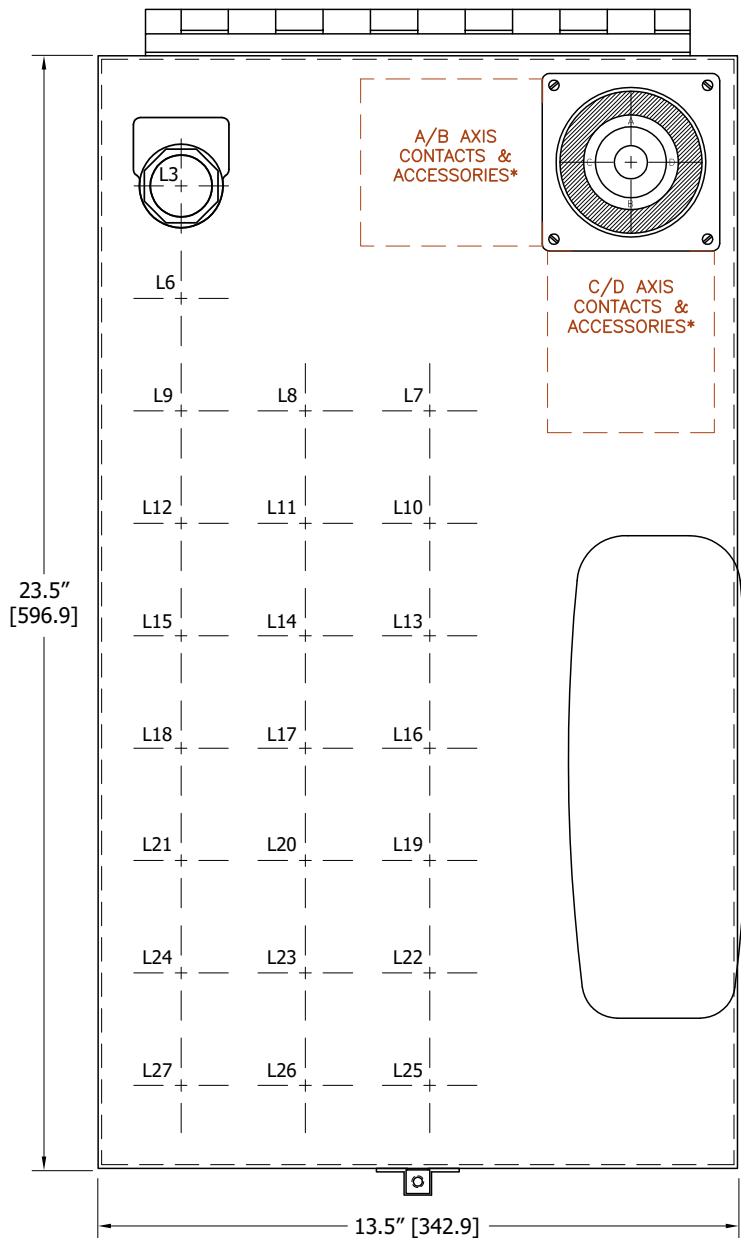 A/B AXIS
CONTACTS &
ACCESSORIES*
A
C D
B
L3
L6
C/D AXIS
CONTACTS &
ACCESSORIES*
L9 L8 L7
L12 L11 L10
23.5"
[596.9]
L15 L14 L13
L18 L17 L16
L21 L20 L19
L24 L23 L22
L27 L26 L25
13.5" [342.9]